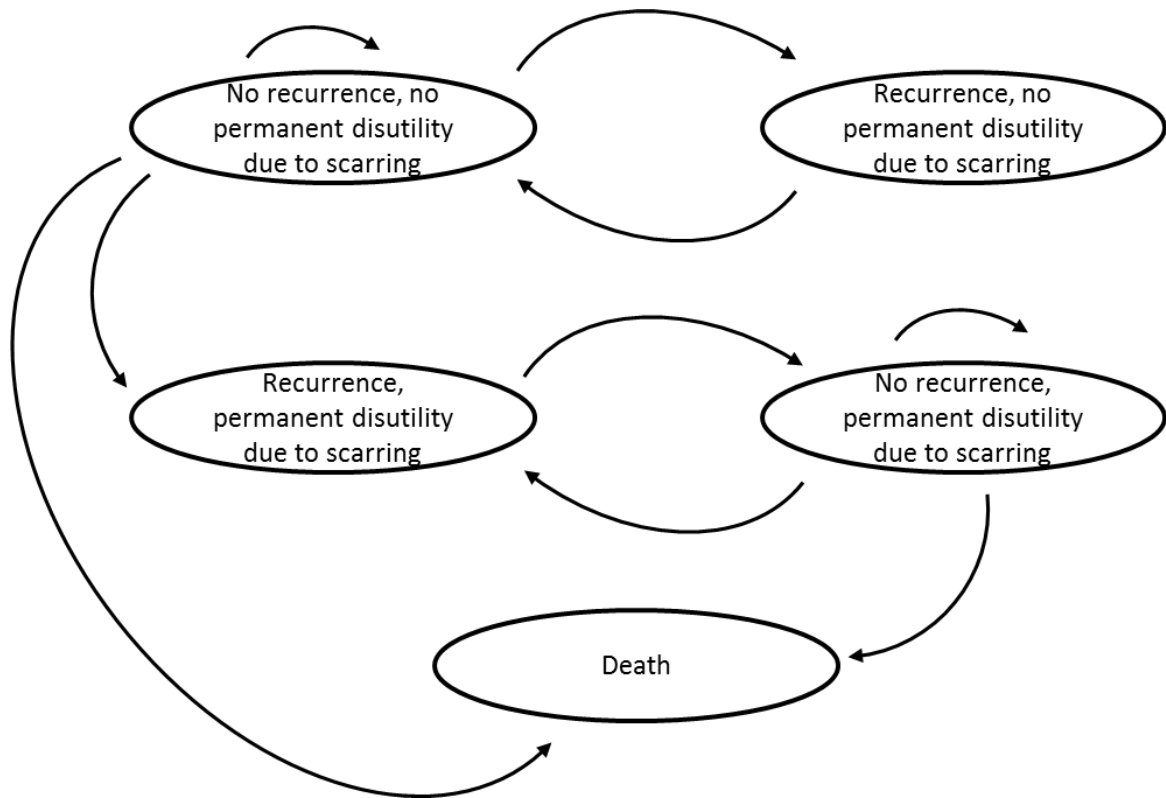 No recurrence, no
permanent disutility
due to scarring
Recurrence, no
permanent disutility
due to scarring
Recurrence,
permanent disutility
due to scarring
No recurrence,
permanent disutility
due to scarring
Death